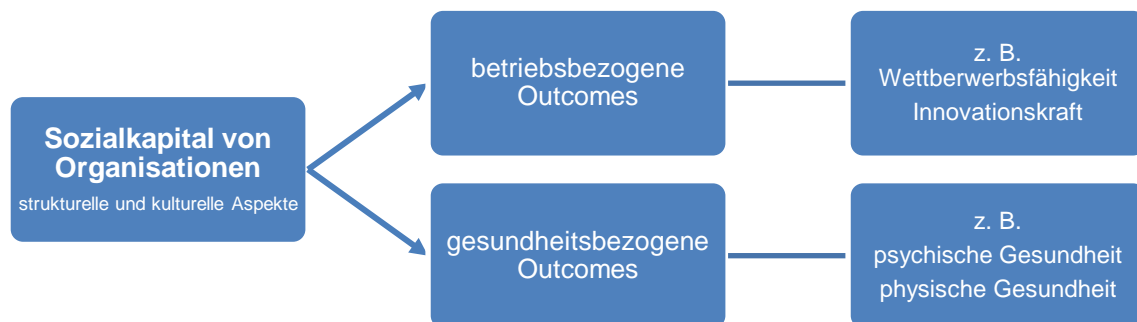 Sozialkapital von
Organisationen
strukturelle und kulturelle Aspekte
betriebsbezogene
Outcomes
z. B.
Wettberwerbsfähigkeit
Innovationskraft
gesundheitsbezogene
Outcomes
z. B.
psychische Gesundheit
physische Gesundheit